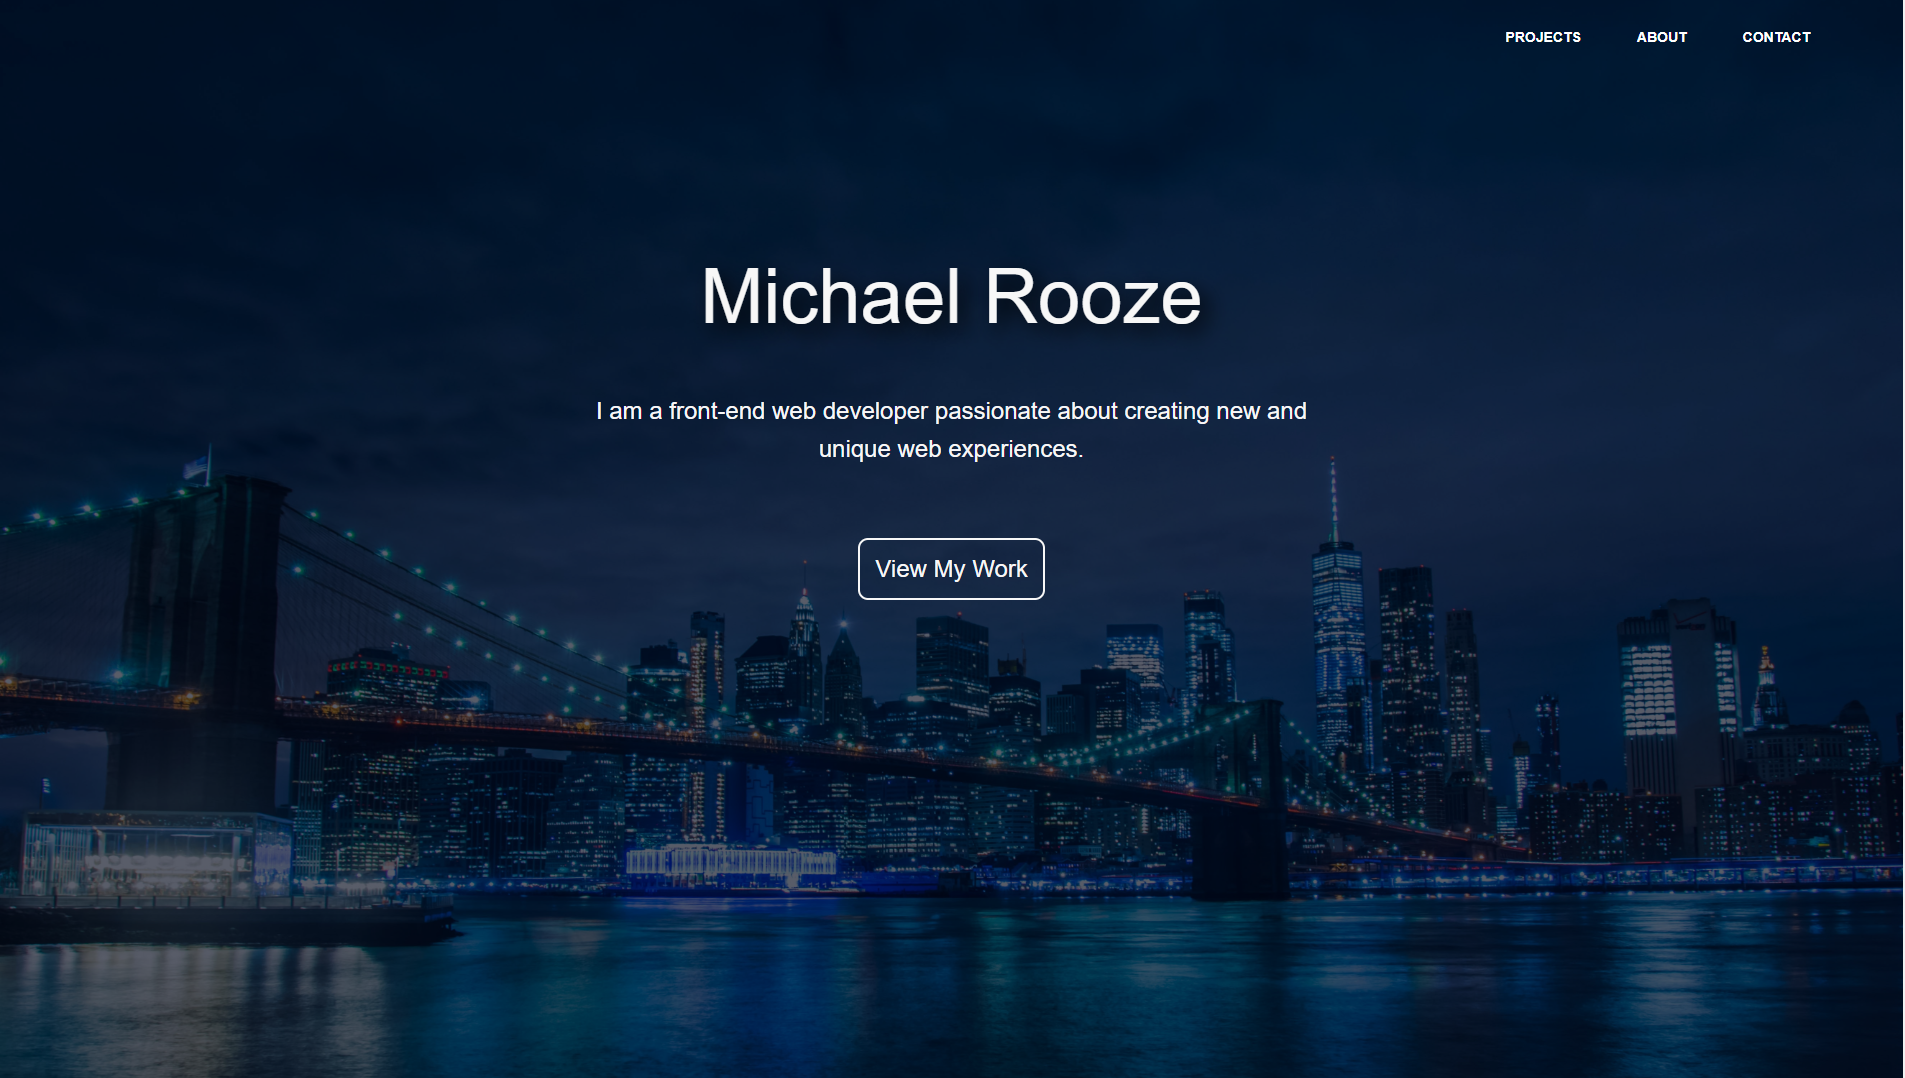 PROJECTS ABOUT CONTACT
Michael Rooze
I am a front-end web developer passionate about creating new and
unique web experiences.
View My Work